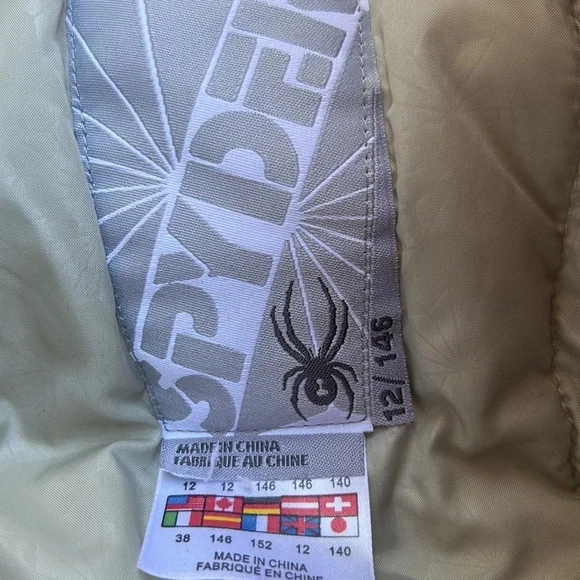 SPYDER
12/146
MADE IN CHINA
FABRIQUE AU CHINE
12 12 146 146 140
38 146 152 12 140
MADE IN CHINA
FABRIQUÉ EN CHINE